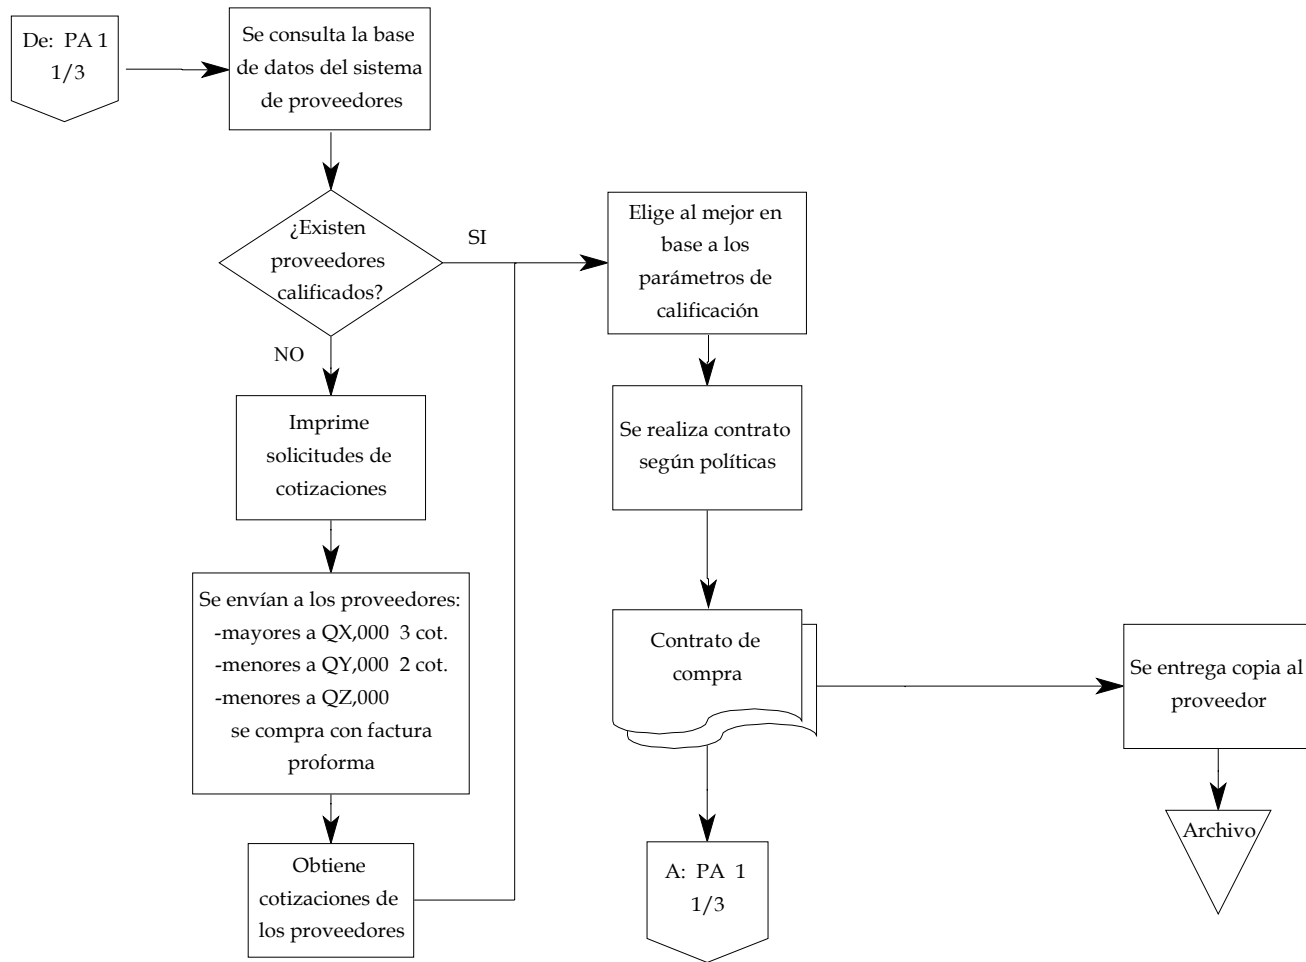 De: PA 1
1/3
Se consulta la base
de datos del sistema
de proveedores
¿Existen
proveedores
calificados?
SI
NO
Elige al mejor en
base a los
parámetros de
calificación
Imprime
solicitudes de
cotizaciones
Se realiza contrato
según políticas
Se envían a los proveedores:
-mayores a QX,000 3 cot.
-menores a QY,000 2 cot.
-menores a QZ,000
se compra con factura
proforma
Contrato de
compra
Se entrega copia al
proveedor
Archivo
Obtiene
cotizaciones de
los proveedores
A: PA 1
1/3